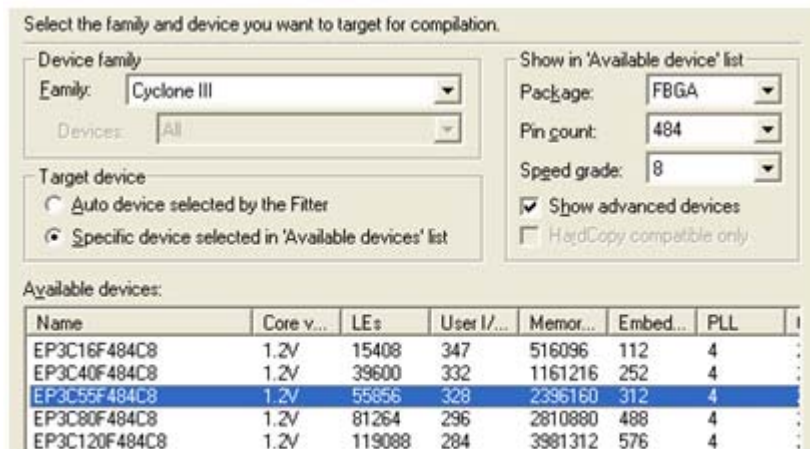 Select the family and device you want to target for compilation.
Device family
Family: Cyclone III
Devices: All
Target device
Auto device selected by the Fitter
Specific device selected in 'Available devices' list
Show in 'Available device' list
Package: FBGA
Pin count: 484
Speed grade: 8
Show advanced devices
HardCopy compatible only
Available devices:
Name Core v... LEs User I/... Memor... Embed... PLL
EP3C16F484C8 1.2V 15408 347 516096 112 4
EP3C40F484C8 1.2V 39600 332 1161216 252 4
EP3C55F484C8 1.2V 55856 328 2396160 312 4
EP3C80F484C8 1.2V 81264 296 2810880 488 4
EP3C120F484C8 1.2V 119088 284 3981312 576 4